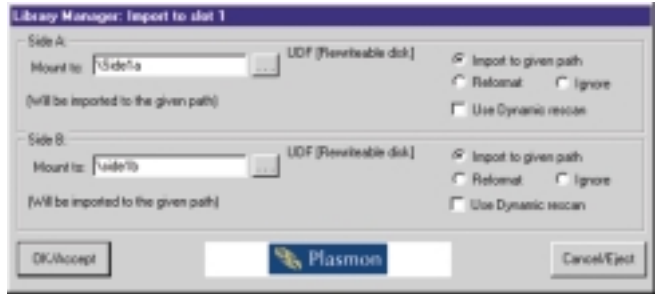 Library Manager: Import to slot 1
Side A:
Mount to: \Side1a ... UDF [Rewriteable disk]
Import to given path
Reformat Ignore
(Will be imported to the given path)
Use Dynamic rescan
Side B:
Mount to: \side1b ... UDF [Rewriteable disk]
Import to given path
Reformat Ignore
(Will be imported to the given path)
Use Dynamic rescan
OK/Accept Plasmon Cancel/Eject